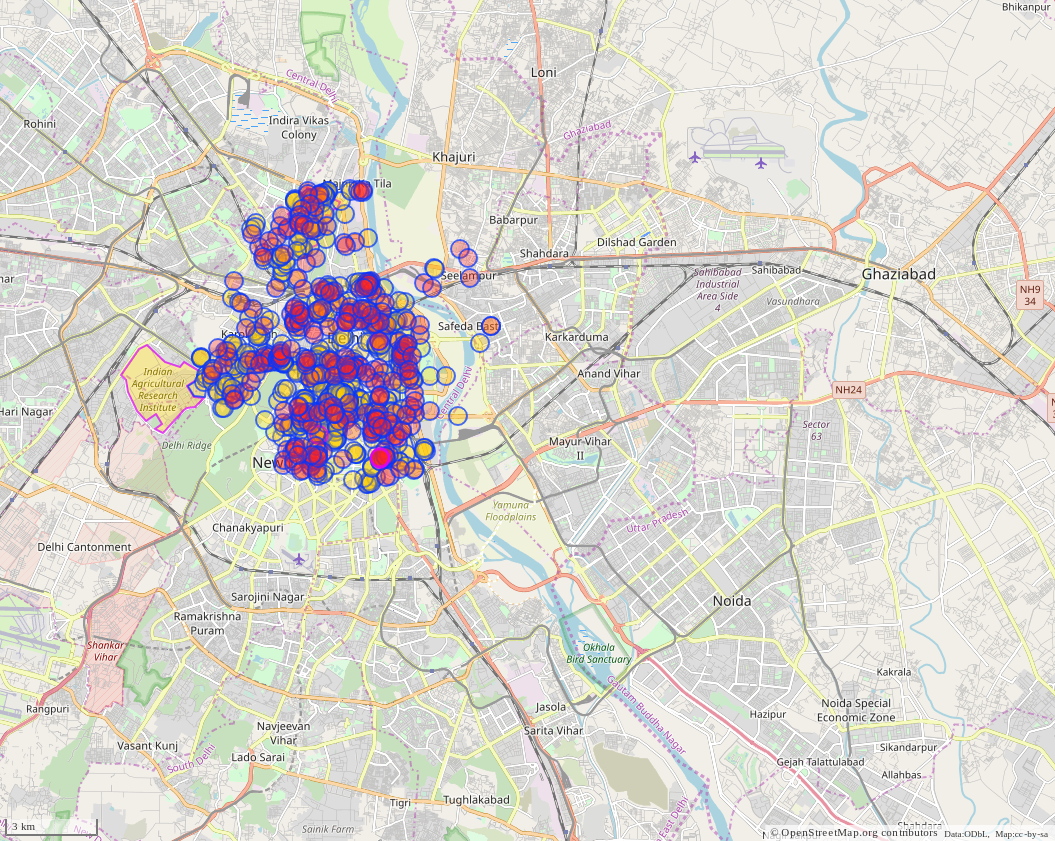 Bhikanpur
Loni
Central Delhi
Rohini
Indira Vikas
Colony
Ghaziabad
Khajuri
Tila
Babarpur
Dilshad Garden
Shahdara
Seelampur
Sahibabad
Industrial
Area Side
4
Sahibabad
Ghaziabad
NH9
34
Vasundhara
Safeda Bast
Karkarduma
Indian
Agricultural
Research
Institute
Anand Vihar
NH24
Hari Nagar
Central Delhi
Sector
63
Delhi Ridge
Mayur Vihar
II
New
Yamuna
Floodplains
Uttar Pradesh
Chanakyapuri
Delhi Cantonment
Sarojini Nagar
Noida
Ramakrishna
Puram
Shankar
Vihar
Okhala
Bird Sanctuary
Kakrala
Gautam Buddha Nagar
Rangpuri
Jasola
Hazipur
Noida Special
Economic Zone
Navjeevan
Vihar
Sarita Vihar
Vasant Kunj
South Delhi
Lado Sarai
Sikandarpur
Gejah Talattulabad
Allahbas
Tigri
Tughlakabad
Sainik Farm
East Delhi
3 km
© OpenStreetMap.org contributors Data:ODbL, Map:cc-by-sa